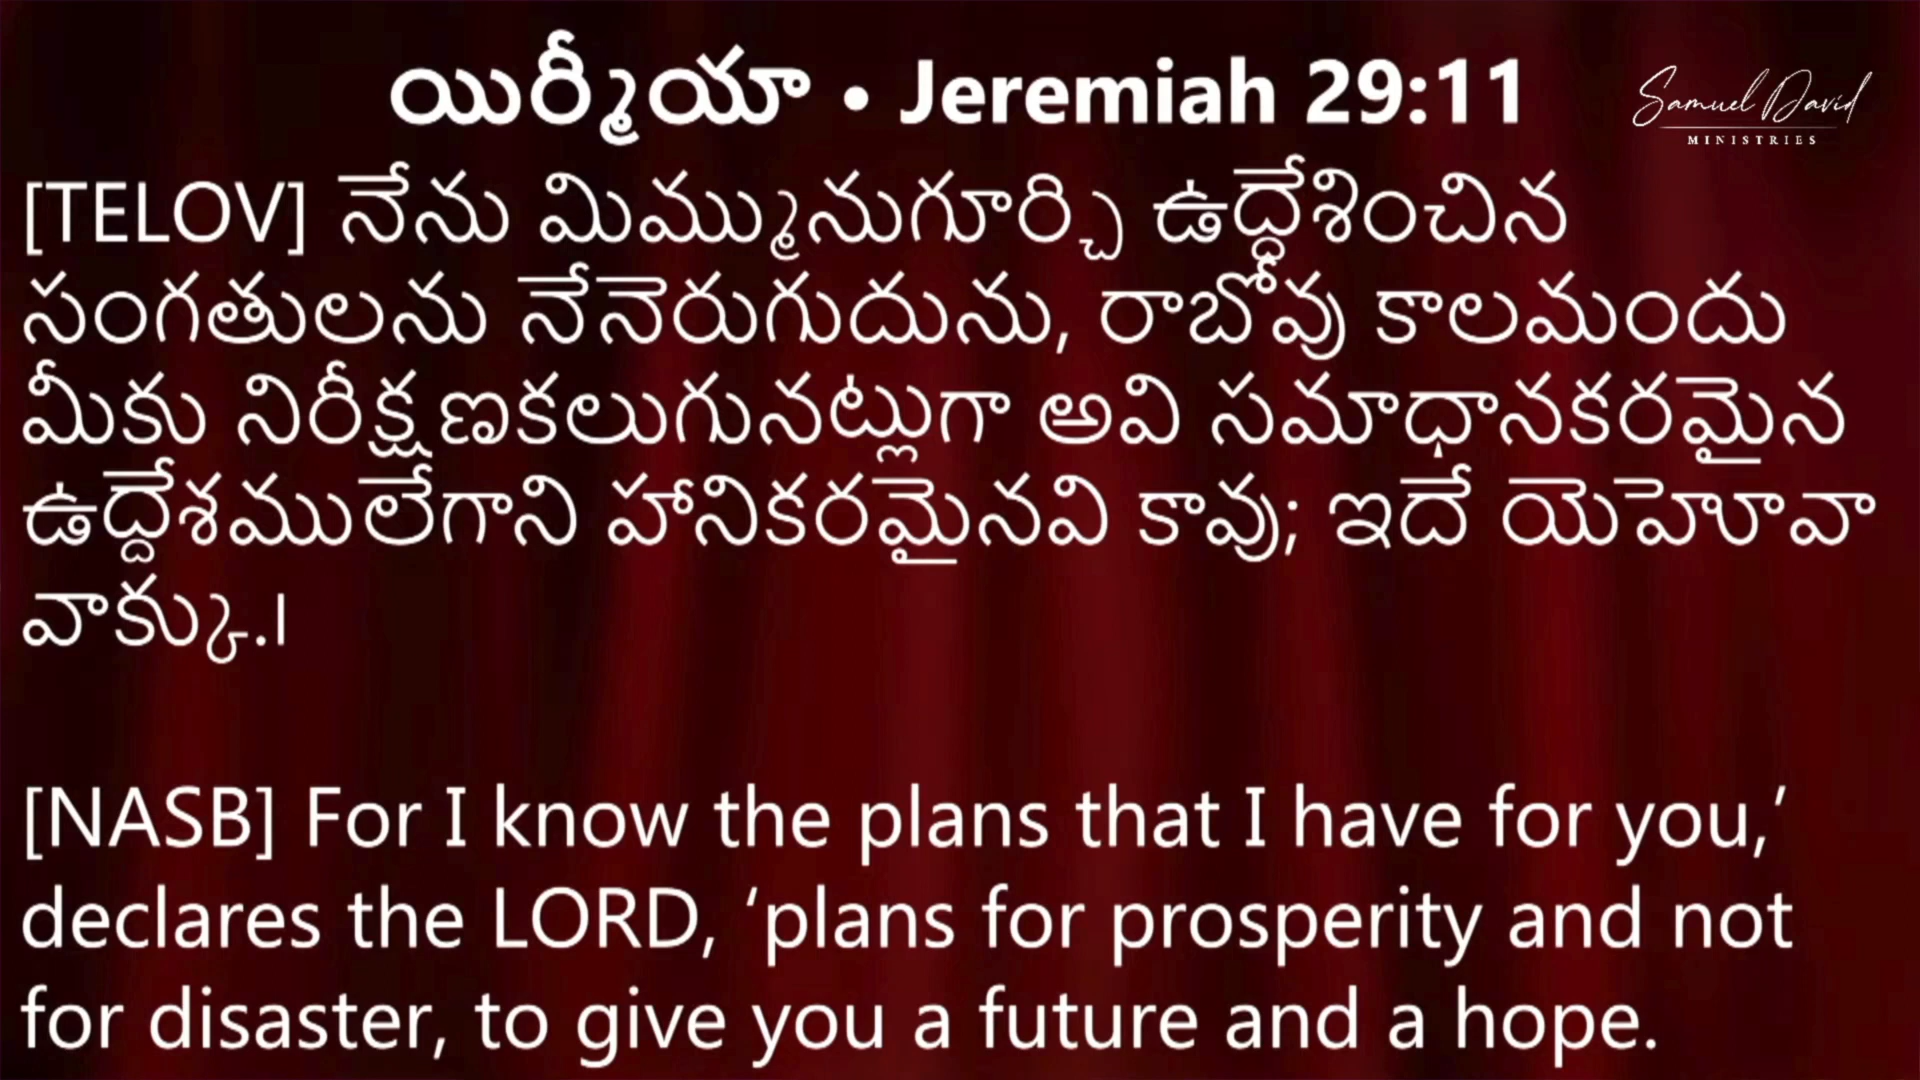 యిర్మీయా • Jeremiah 29:11
Samuel David
MINISTRIES
[TELOV] నేను మిమ్మునుగూర్చి ఉద్ధేశించిన
సంగతులను నేనెరుగుదును, రాబోవు కాలమందు
మీకు నిరీక్షణకలుగునట్లుగా అవి సమాధానకరమైన
ఉద్దేశములేగాని హానికరమైనవి కావు; ఇదే యెహోవా
వాక్కు.।
[NASB] For I know the plans that I have for you,’
declares the LORD, ‘plans for prosperity and not
for disaster, to give you a future and a hope.